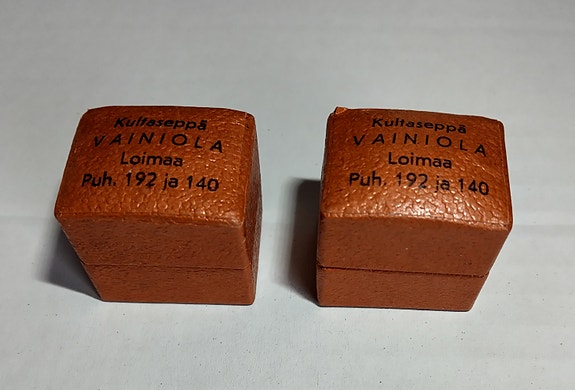 Kultaseppä
VAINIOLA
Loimaa
Puh. 192 ja 140
Kultaseppä
VAINIOLA
Loimaa
Puh. 192 ja 140